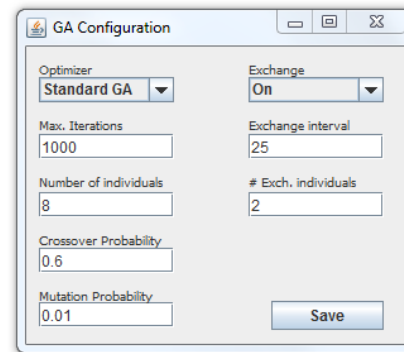 GA Configuration
Optimizer
Standard GA
Exchange
On
Max. Iterations
1000
Exchange interval
25
Number of individuals
8
# Exch. individuals
2
Crossover Probability
0.6
Mutation Probability
0.01
Save